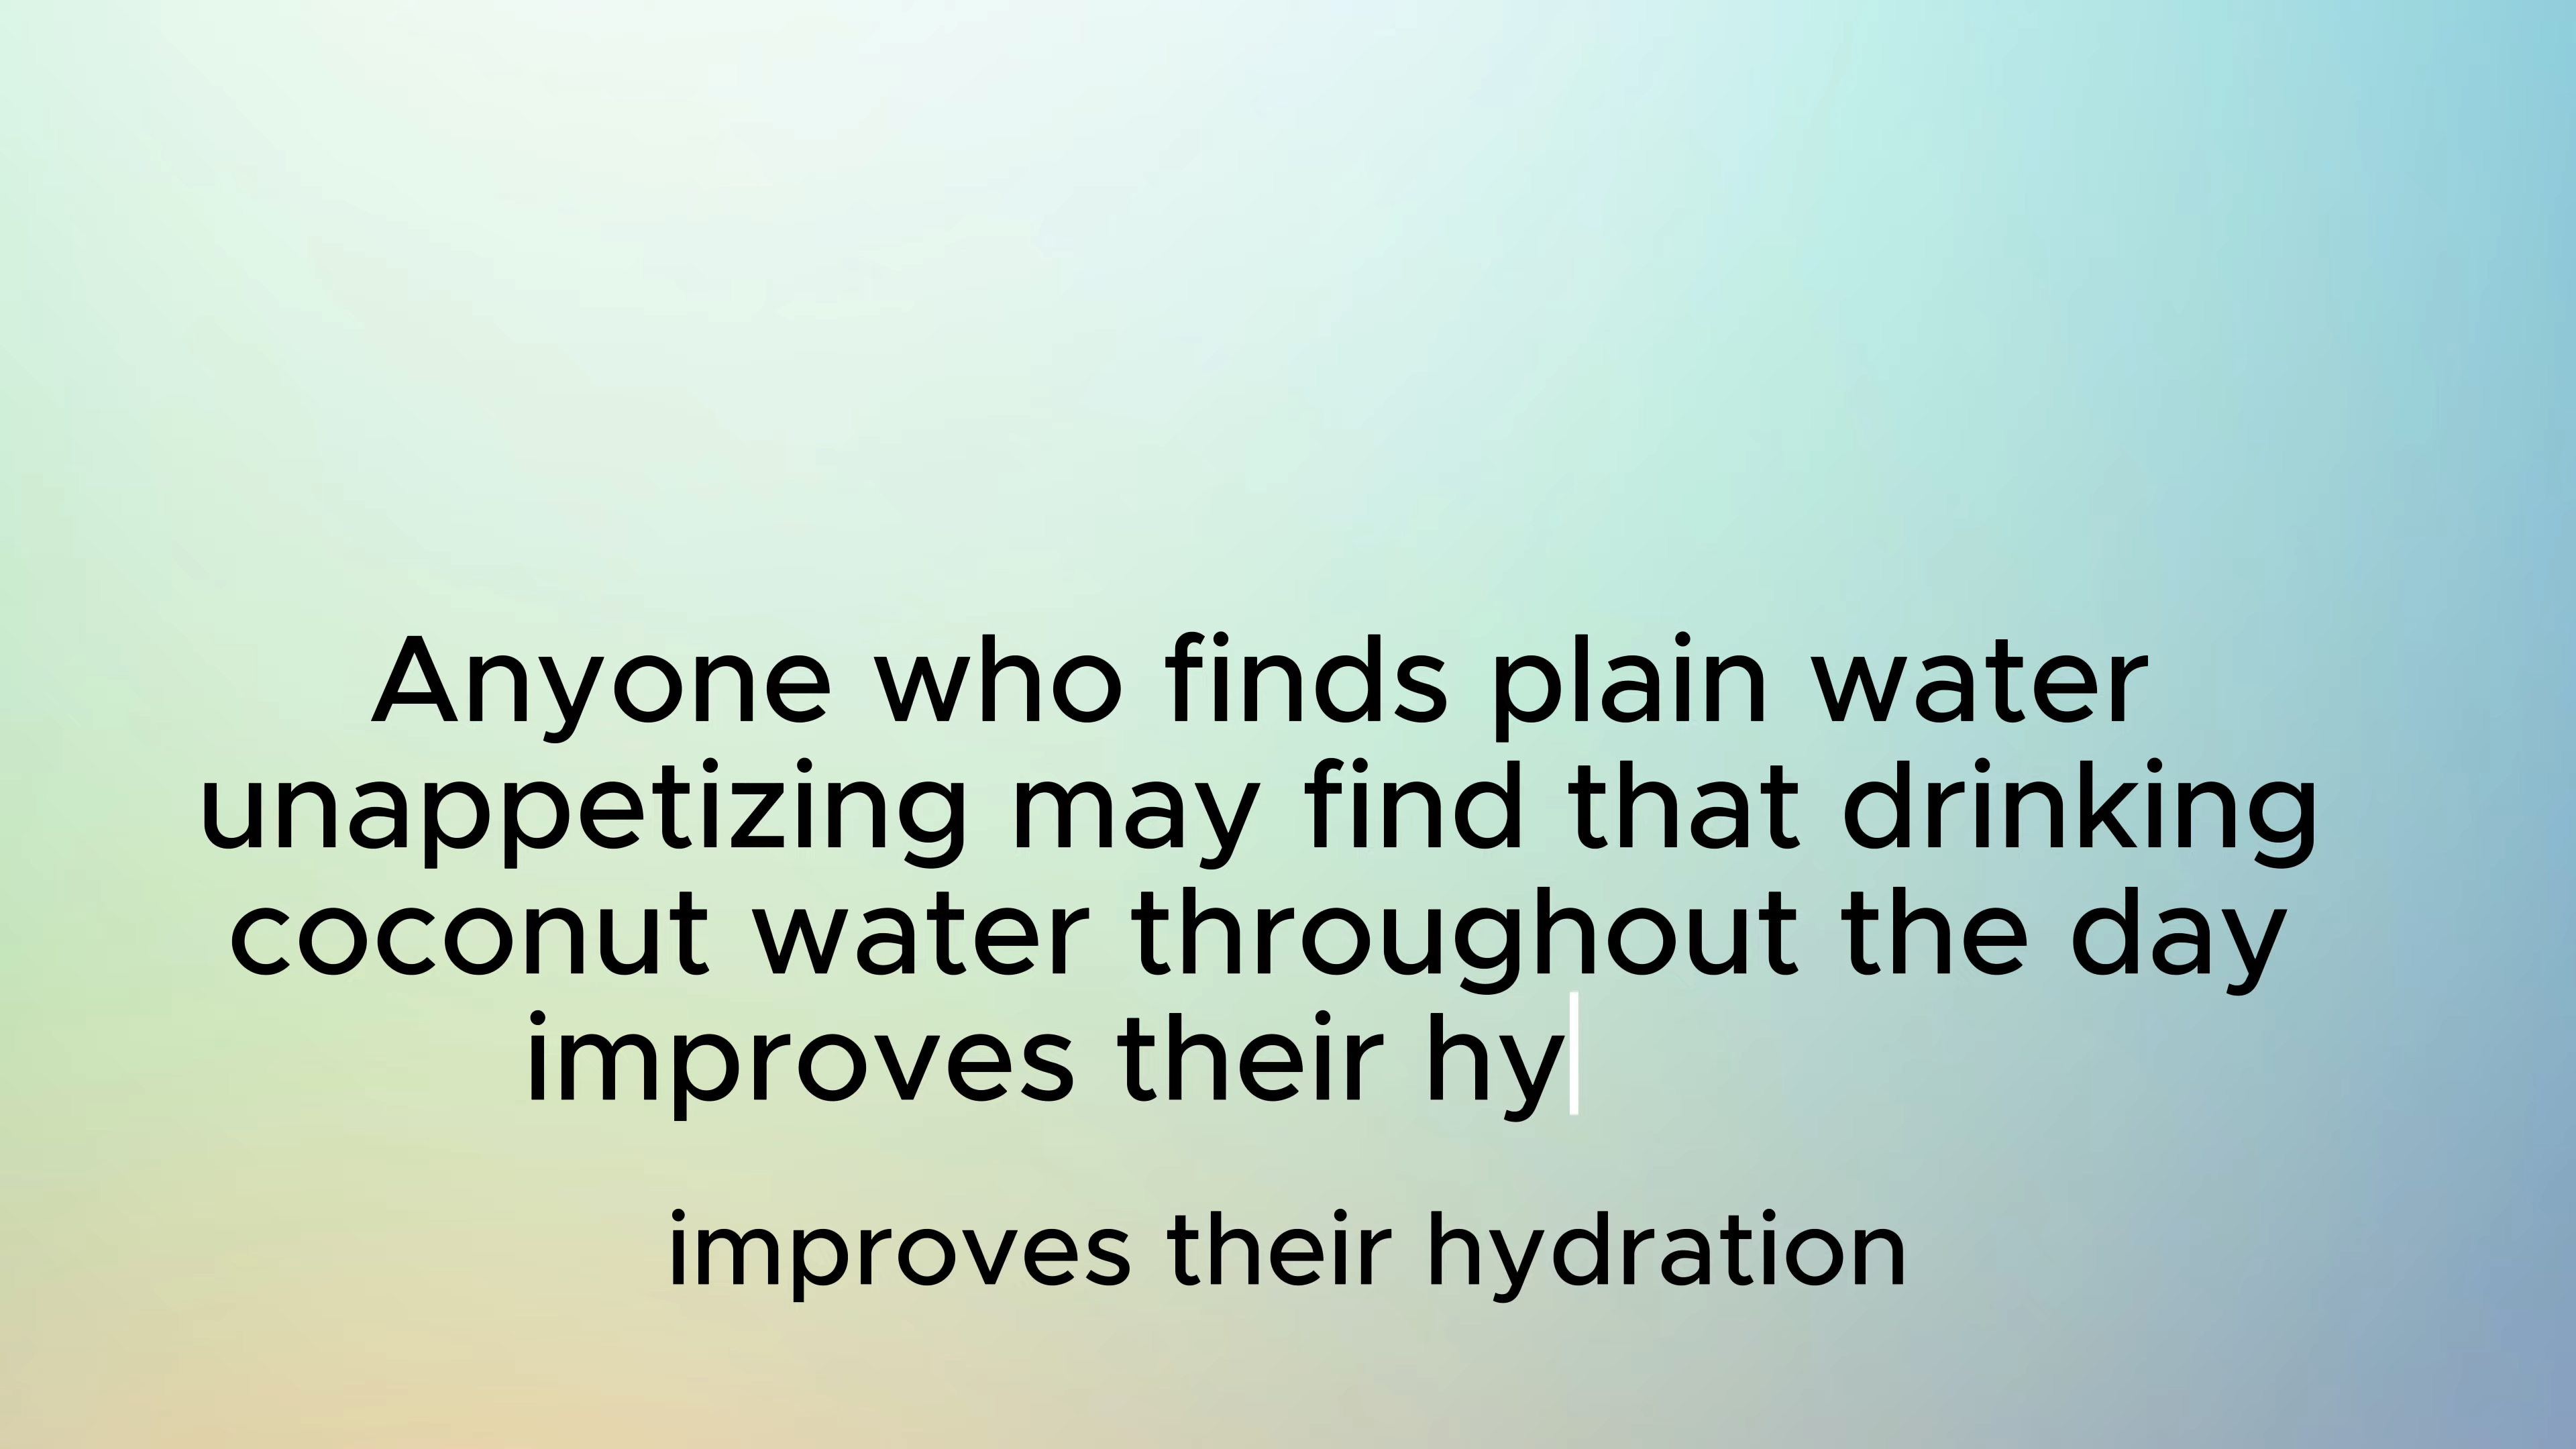 Anyone who finds plain water
unappetizing may find that drinking
coconut water throughout the day
improves their hy
improves their hydration